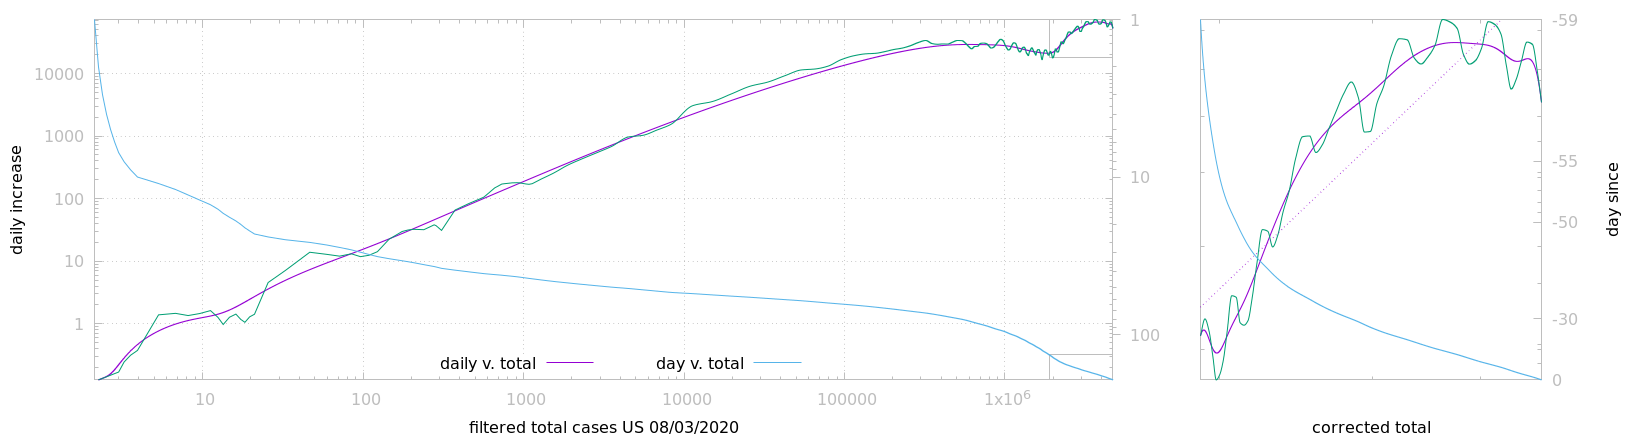 daily increase
10000
1000
100
10
1
10
100
1000
10000
100000
1x10⁶
1
10
100
daily v. total
day v. total
filtered total cases US 08/03/2020
-59
-55
-50
-30
0
day since
corrected total